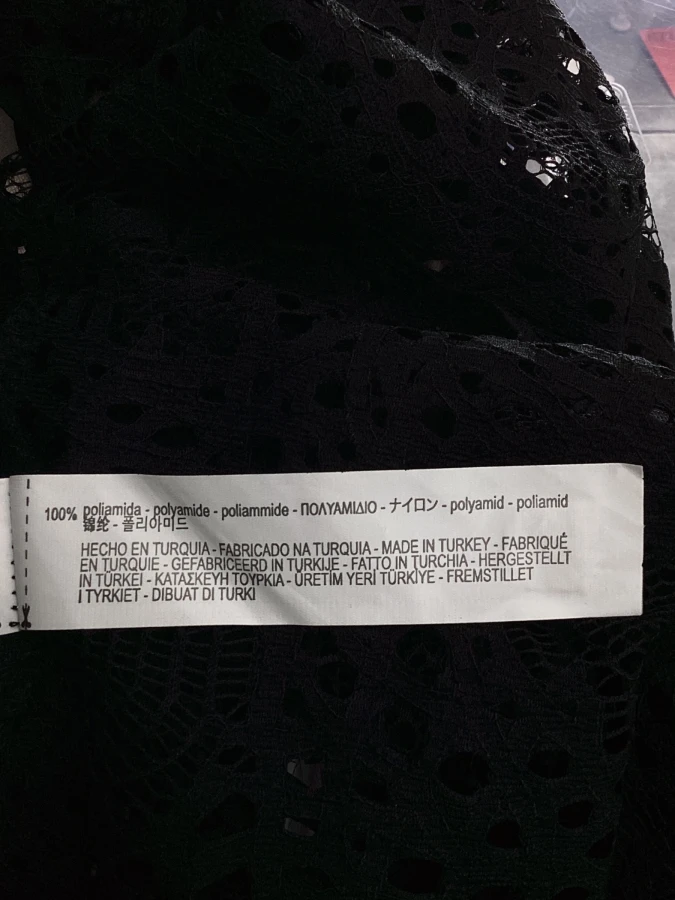 100% poliamida - polyamide - poliammide - ΠΟΛΥΑΜΙΔΙΟ - ナイロン - polyamid - poliamid
锦纶 - 폴리아미드
HECHO EN TURQUIA - FABRICADO NA TURQUIA - MADE IN TURKEY - FABRIQUÉ
EN TURQUIE - GEFABRICEERD IN TURKIJE - FATTO IN TURCHIA - HERGESTELLT
IN TÜRKEI - ΚΑΤΑΣΚΕΥΗ ΤΟΥΡΚΙΑ - ÜRETİM YERİ TÜRKİYE - FREMSTILLET
I TYRKIET - DIBUAT DI TURKI